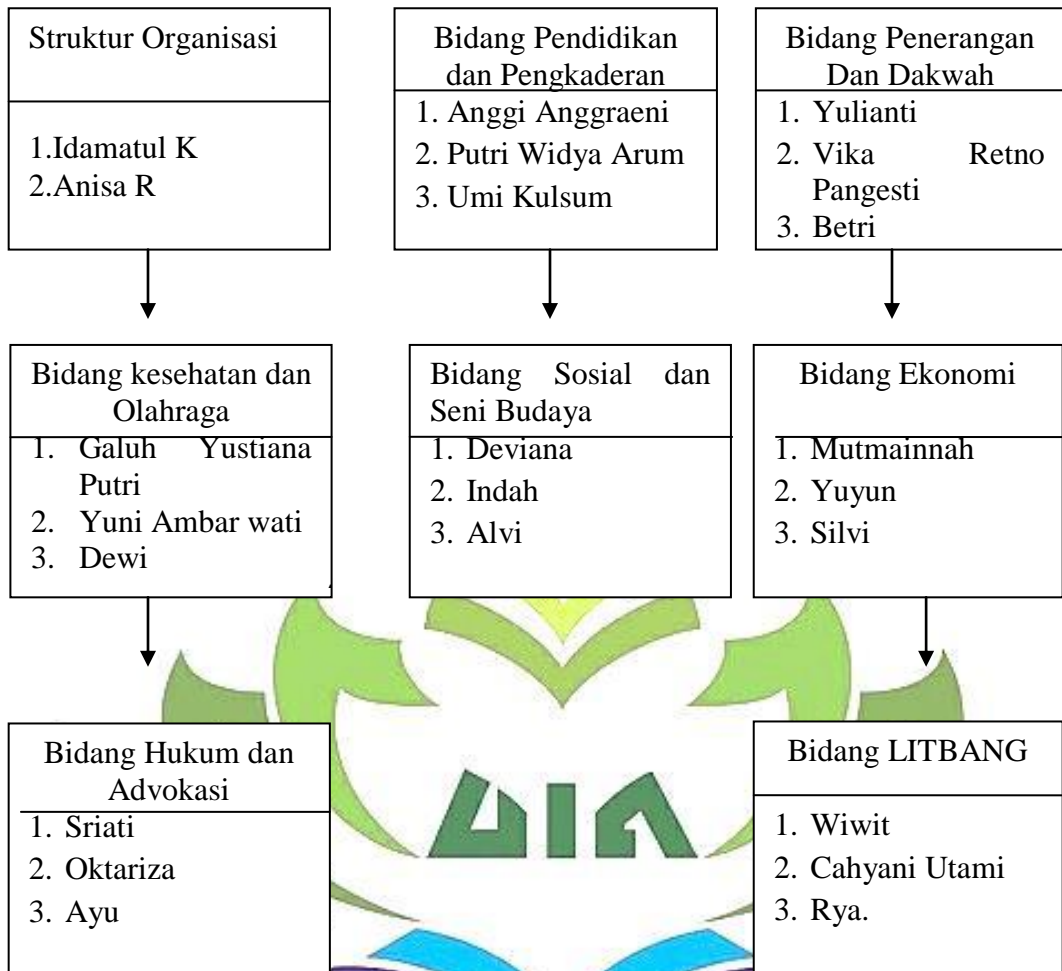 Struktur Organisasi
1.Idamatul K
2.Anisa R
Bidang Pendidikan
dan Pengkaderan
1. Anggi Anggraeni
2. Putri Widya Arum
3. Umi Kulsum
Bidang Penerangan
Dan Dakwah
1. Yulianti
2. Vika Retno
Pangesti
3. Betri
Bidang kesehatan dan
Olahraga
1. Galuh Yustiana
Putri
2. Yuni Ambar wati
3. Dewi
Bidang Sosial dan
Seni Budaya
1. Deviana
2. Indah
3. Alvi
Bidang Ekonomi
1. Mutmainnah
2. Yuyun
3. Silvi
Bidang Hukum dan
Advokasi
1. Sriati
2. Oktariza
3. Ayu
Bidang LITBANG
1. Wiwit
2. Cahyani Utami
3. Rya.